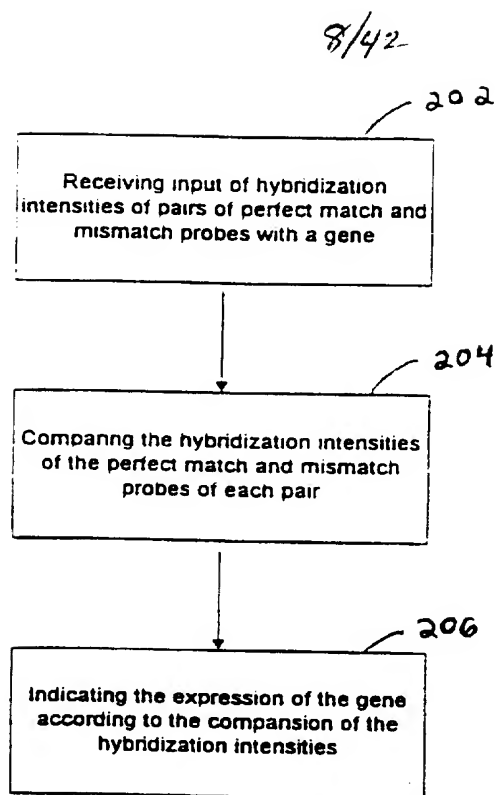 8/42
202
Receiving input of hybridization
intensities of pairs of perfect match and
mismatch probes with a gene
204
Comparing the hybridization intensities
of the perfect match and mismatch
probes of each pair
206
Indicating the expression of the gene
according to the compansion of the
hybridization intensities